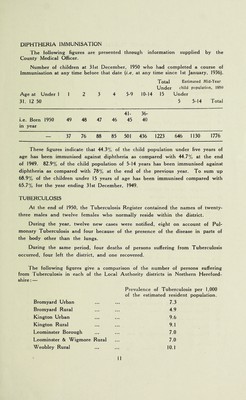 DIPHTHERIA IMMUNISATION
The following figures are presented through information supplied by the
County Medical Officer.
Number of children at 31st December, 1950 who had completed a course of
Immunisation at any time before that date (i.e. at any time since 1st January, 1936).
Total Estimated Mid-Year
Under child population, 1950
Age at Under 1 1 2 3 4 5-9 10-14 15 Under
31. 12 50 5 5-14 Total
41- 36-
i.e. Born 1950 49 48 47 46 45 40
in year
— 57 76 88 85 501 436 1223 646 1130 1776
These figures indicate that 44.3% of the child population under five years of
age has been immunised against diphtheria as compared with 44.7% at the end
of 1949. 82.9% of the child population of 5-14 years has been immunised against
diphtheria as compared with 78% at the end of the previous year. To sum up
68.9% of the children under 15 years of age has been immunised compared with
65.7% for the year ending 31st December, 1949.
TUBERCULOSIS
At the end of 1950, the Tuberculosis Register contained the names of twenty-
three males and twelve females who normally reside within the district.
During the year, twelve new cases were notified, eight on account of Pul-
monary Tuberculosis and four because of the presence of the disease in parts of
the body other than the lungs.
During the same period, four deaths of persons suffering from Tuberculosis
occurred, four left the district, and one recovered.
The following figures give a comparison of the number of persons suffering
from Tuberculosis in each of the Local Authority districts in Northern Hereford-
shire :—
Prevalence of Tuberculosis per 1,000
of the estimated resident population.
Bromyard Urban ... ... 7.3
Bromyard Rural ... ... 4.9
Kington Urban ... ... 9.6
Kington Rural ... ... 9.1
Leominster Borough ... ... 7.0
Leominster & Wigmore Rural ... 7.0
Weobley Rural ... ... 10.1
11